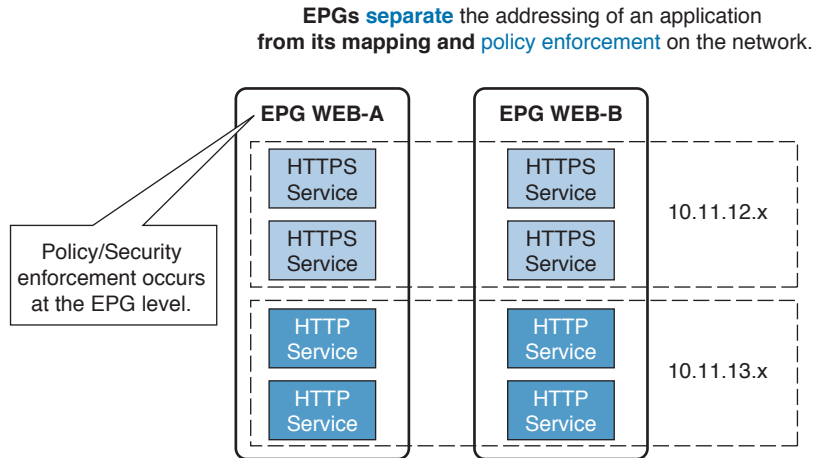 EPGs separate the addressing of an application
from its mapping and policy enforcement on the network.
EPG WEB-A
EPG WEB-B
HTTPS
Service
HTTPS
Service
HTTPS
Service
HTTPS
Service
10.11.12.x
Policy/Security
enforcement occurs
at the EPG level.
HTTP
Service
HTTP
Service
HTTP
Service
HTTP
Service
10.11.13.x